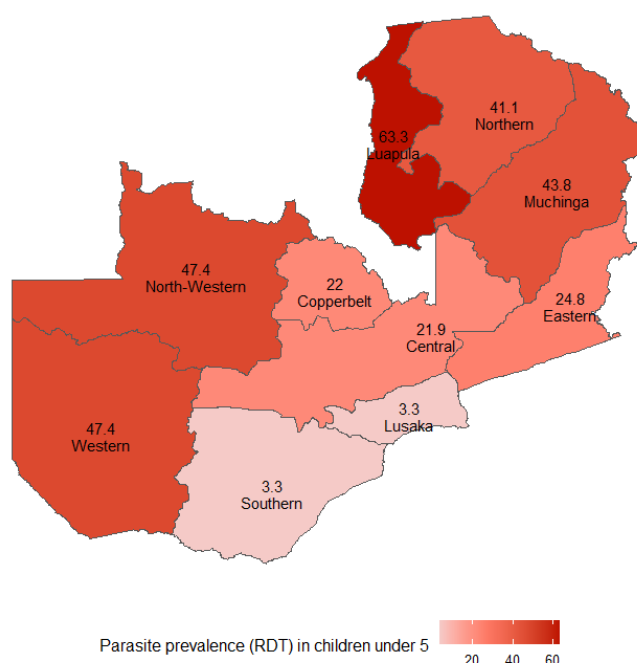 41.1
Northern
63.3
Luapula
43.8
Muchinga
47.4
North-Western
22
Copperbelt
24.8
Eastern
21.9
Central
3.3
Lusaka
47.4
Western
3.3
Southern
Parasite prevalence (RDT) in children under 5
20 40 60